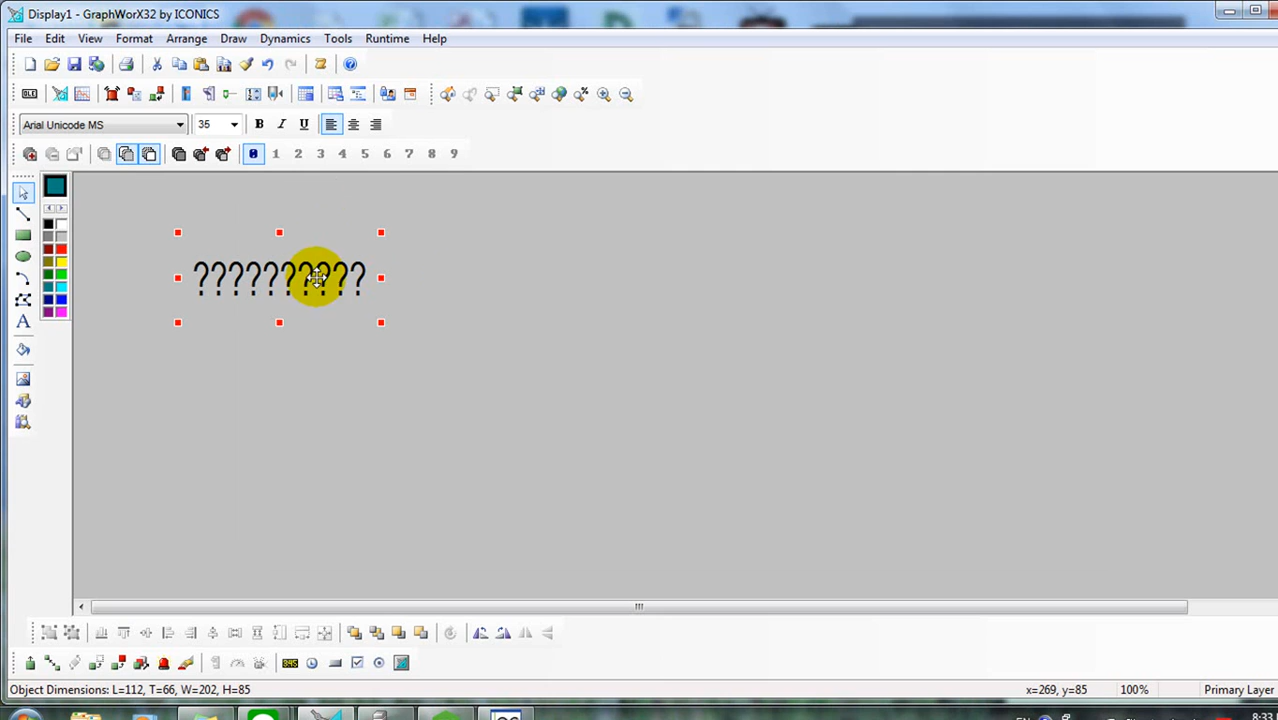 Display1 - GraphWorX32 by ICONICS
File Edit View Format Arrange Draw Dynamics Tools Runtime Help
OLE
Arial Unicode MS 35 B I U
0 1 2 3 4 5 6 7 8 9
??????????
A
845
Object Dimensions: L=112, T=66, W=202, H=85 x=269, y=85 100% Primary Layer